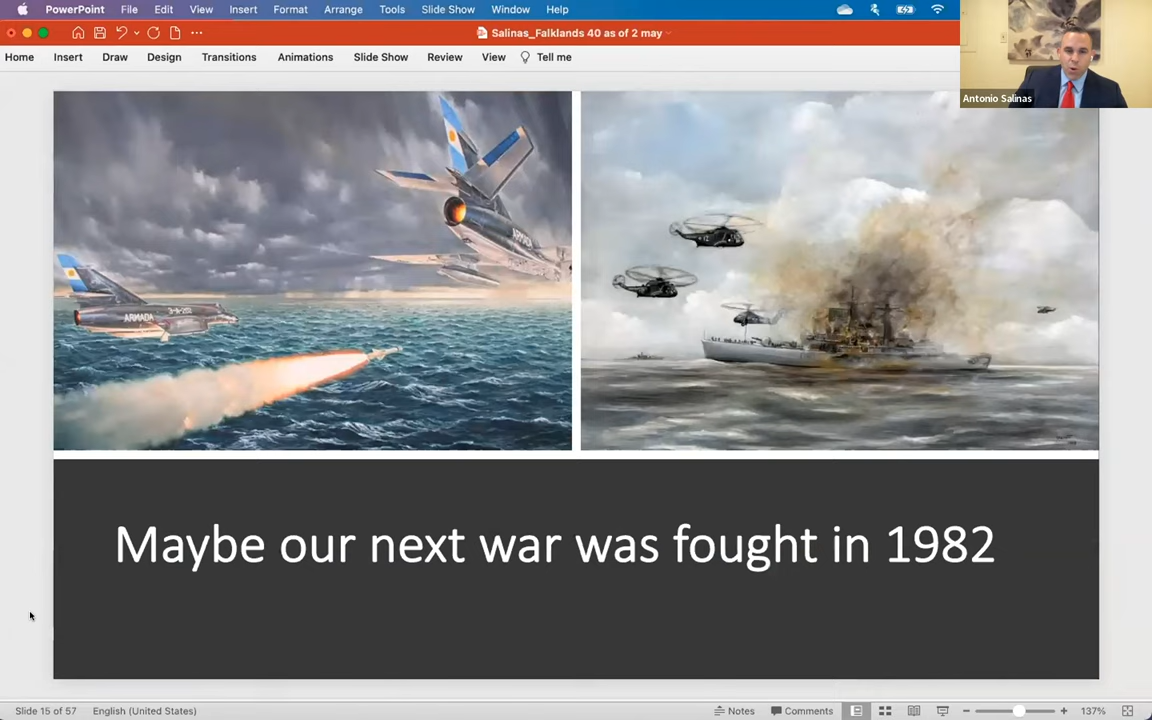 PowerPoint File Edit View Insert Format Arrange Tools Slide Show Window Help
Salinas_Falklands 40 as of 2 may
Home Insert Draw Design Transitions Animations Slide Show Review View Tell me
Antonio Salinas
ARMADA
ARMADA
Maybe our next war was fought in 1982
Slide 15 of 57 English (United States) Notes Comments 137%